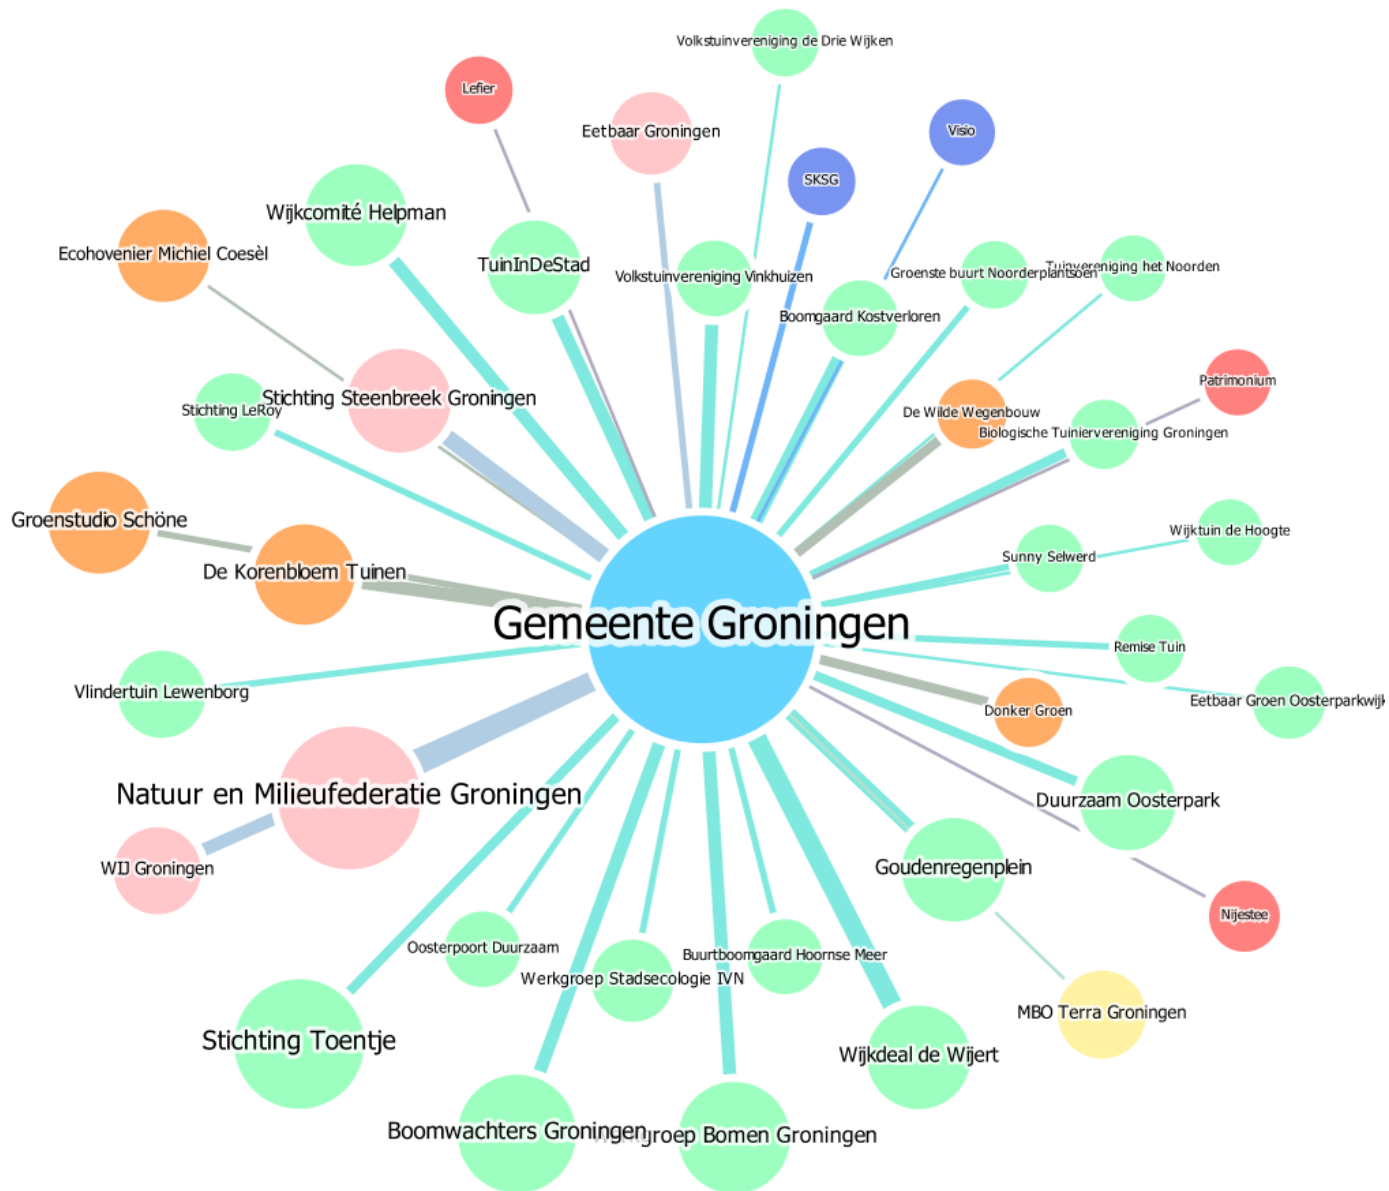 Volkstuinvereniging de Drie Wijken
Lefier
Eetbaar Groningen
Visio
SKSG
Wijkcomité Helpman
Ecohovenier Michiel Coesèl
TuinInDeStad
Volkstuinvereniging Vinkhuizen
Groenste buurt Noorderplantsoen
Tuinvereniging het Noorden
Boomgaard Kostverloren
Patrimonium
Stichting Steenbreek Groningen
Stichting LeRoy
De Wilde Wegenbouw
Biologische Tuiniervereniging Groningen
Groenstudio Schöne
Wijktuin de Hoogte
Sunny Selwerd
De Korenbloem Tuinen
Gemeente Groningen
Remise Tuin
Vlindertuin Lewenborg
Eetbaar Groen Oosterparkwijk
Donker Groen
Natuur en Milieufederatie Groningen
Duurzaam Oosterpark
WIJ Groningen
Goudenregenplein
Nijestee
Oosterpoort Duurzaam
Buurtboomgaard Hoornse Meer
Werkgroep Stadsecologie IVN
MBO Terra Groningen
Stichting Toentje
Wijkdeal de Wijert
Boomwachters Groningen
Bomen Groningen